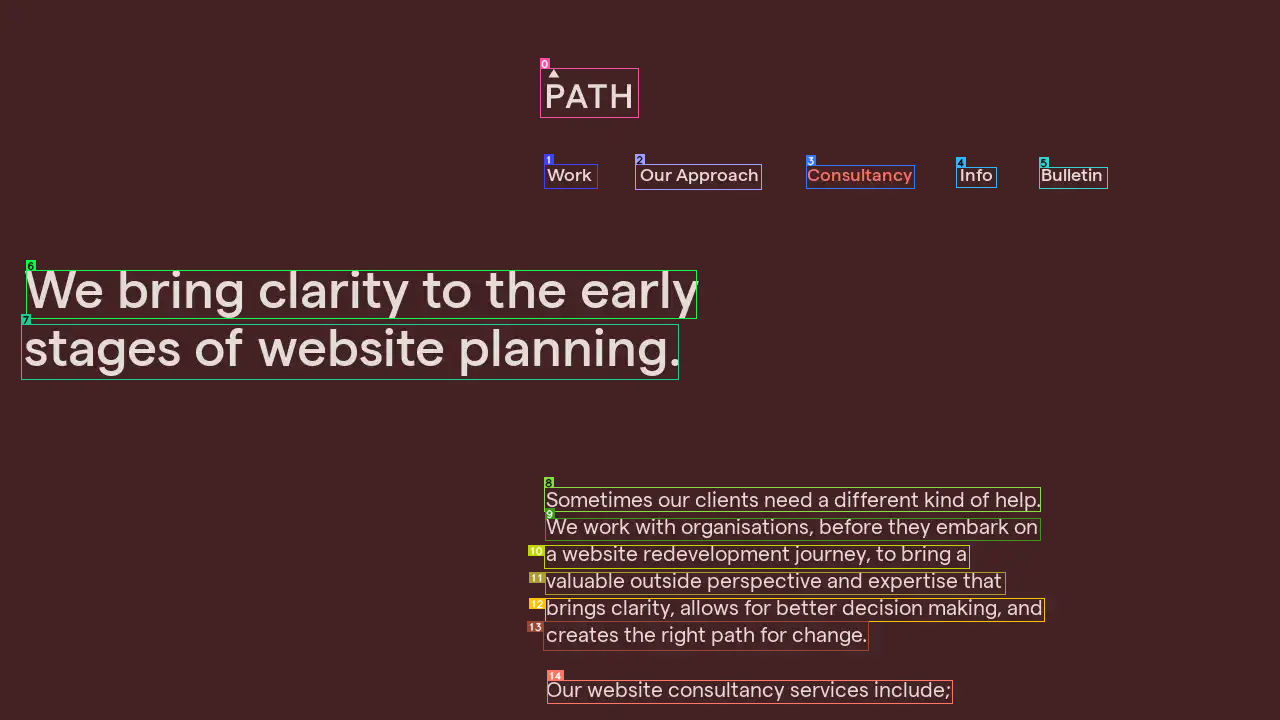 PATH
Work
Our Approach
Consultancy
Info
Bulletin
We bring clarity to the early
stages of website planning.
Sometimes our clients need a different kind of help.
We work with organisations, before they embark on
a website redevelopment journey, to bring a
valuable outside perspective and expertise that
brings clarity, allows for better decision making, and
creates the right path for change.
Our website consultancy services include;